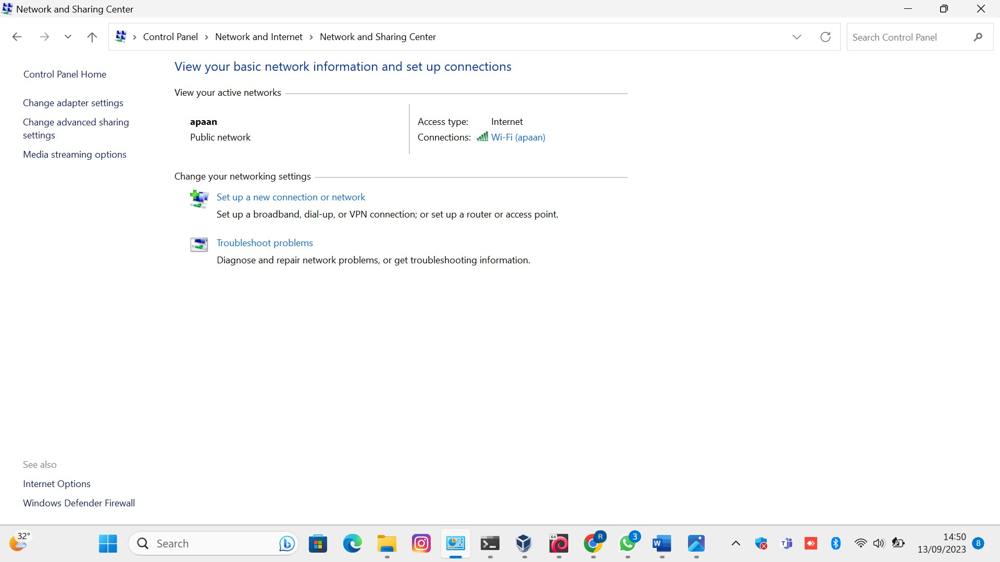 Network and Sharing Center
Control Panel > Network and Internet > Network and Sharing Center
Search Control Panel
Control Panel Home
Change adapter settings
Change advanced sharing
settings
Media streaming options
View your basic network information and set up connections
View your active networks
apaan
Public network
Access type: Internet
Connections: Wi-Fi (apaan)
Change your networking settings
Set up a new connection or network
Set up a broadband, dial-up, or VPN connection; or set up a router or access point.
Troubleshoot problems
Diagnose and repair network problems, or get troubleshooting information.
See also
Internet Options
Windows Defender Firewall
32°
Search
64
R
3
W
14:50
13/09/2023
8